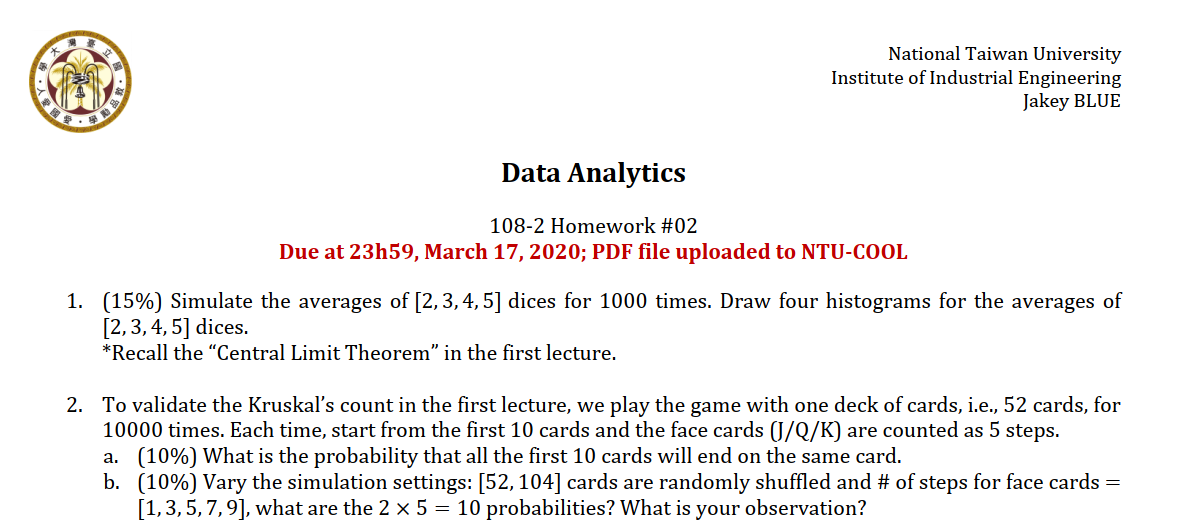 National Taiwan University
Institute of Industrial Engineering
Jakey BLUE
Data Analytics
108-2 Homework #02
Due at 23h59, March 17, 2020; PDF file uploaded to NTU-COOL
1. (15%) Simulate the averages of [2, 3, 4, 5] dices for 1000 times. Draw four histograms for the averages of
[2, 3, 4, 5] dices.
*Recall the “Central Limit Theorem” in the first lecture.
2. To validate the Kruskal’s count in the first lecture, we play the game with one deck of cards, i.e., 52 cards, for
10000 times. Each time, start from the first 10 cards and the face cards (J/Q/K) are counted as 5 steps.
a. (10%) What is the probability that all the first 10 cards will end on the same card.
b. (10%) Vary the simulation settings: [52, 104] cards are randomly shuffled and # of steps for face cards =
[1, 3, 5, 7, 9], what are the 2 × 5 = 10 probabilities? What is your observation?